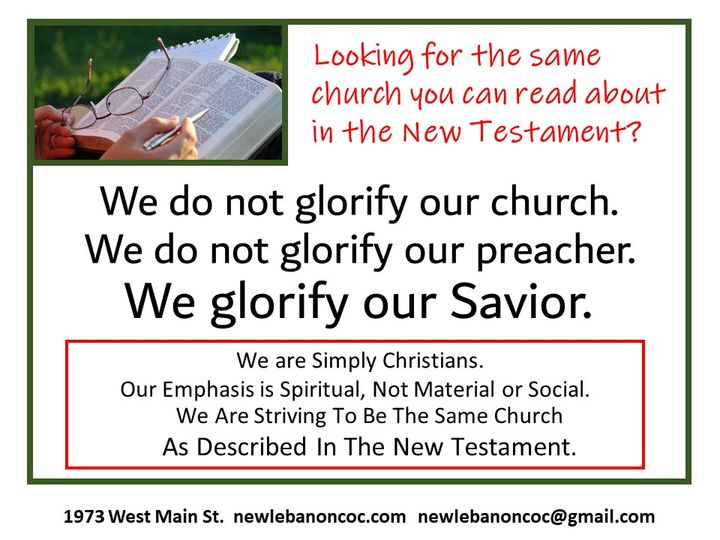 Looking for the same
church you can read about
in the New Testament?
We do not glorify our church.
We do not glorify our preacher.
We glorify our Savior.
We are Simply Christians.
Our Emphasis is Spiritual, Not Material or Social.
We Are Striving To Be The Same Church
As Described In The New Testament.
1973 West Main St. newlebanoncoc.com newlebanoncoc@gmail.com